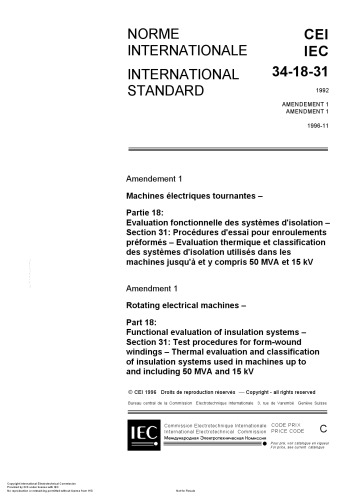 NORME
INTERNATIONALE
CEI
IEC
INTERNATIONAL
STANDARD
34-18-31
1992
AMENDEMENT 1
AMENDMENT 1
1996-11
Amendement 1
Machines électriques tournantes –
Partie 18:
Evaluation fonctionnelle des systèmes d'isolation –
Section 31: Procédures d'essai pour enroulements
préformés – Evaluation thermique et classification
des systèmes d'isolation utilisés dans les
machines jusqu'à et y compris 50 MVA et 15 kV
Amendment 1
Rotating electrical machines –
Part 18:
Functional evaluation of insulation systems –
Section 31: Test procedures for form-wound
windings – Thermal evaluation and classification
of insulation systems used in machines up to
and including 50 MVA and 15 kV
© CEI 1996 Droits de reproduction réservés — Copyright - all rights reserved
Bureau central de la Commission Electrotechnique Internationale 3, rue de Varembé Genève Suisse
IEC
Commission Electrotechnique Internationale
International Electrotechnical Commission
Международная Электротехническая Комиссия
CODE PRIX
PRICE CODE
C
Pour prix, voir catalogue en vigueur
For price, see current catalogue
Copyright International Electrotechnical Commission
Provided by IHS under license with IEC
No reproduction or networking permitted without license from IHS
Not for Resale